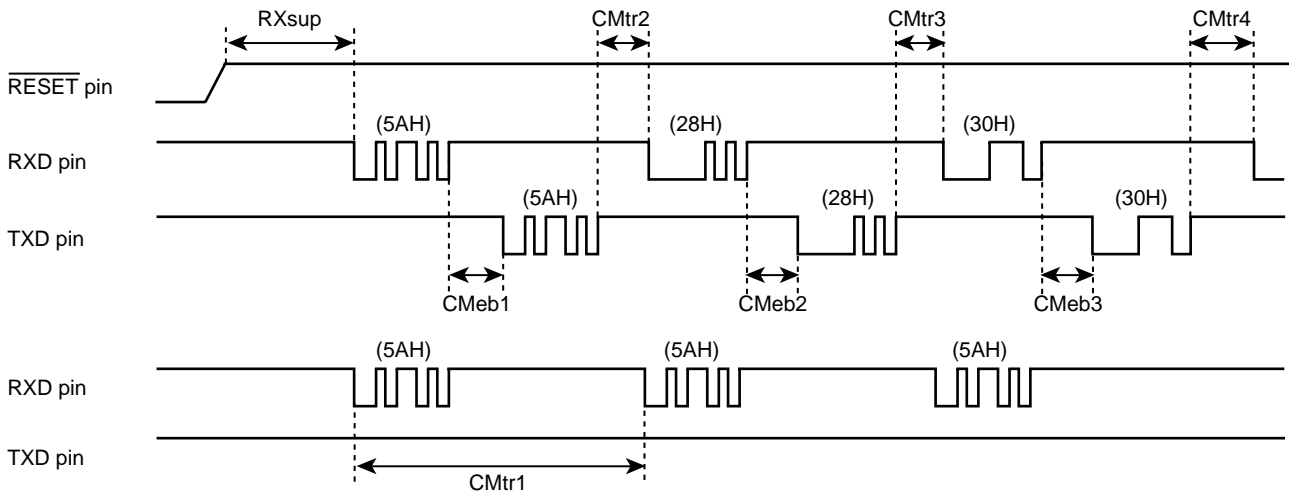 RXsup CMtr2 CMtr3 CMtr4
RESET pin
(5AH) (28H) (30H)
RXD pin
(5AH) (28H) (30H)
TXD pin
CMeb1 CMeb2 CMeb3
(5AH) (5AH) (5AH)
RXD pin
TXD pin
CMtr1